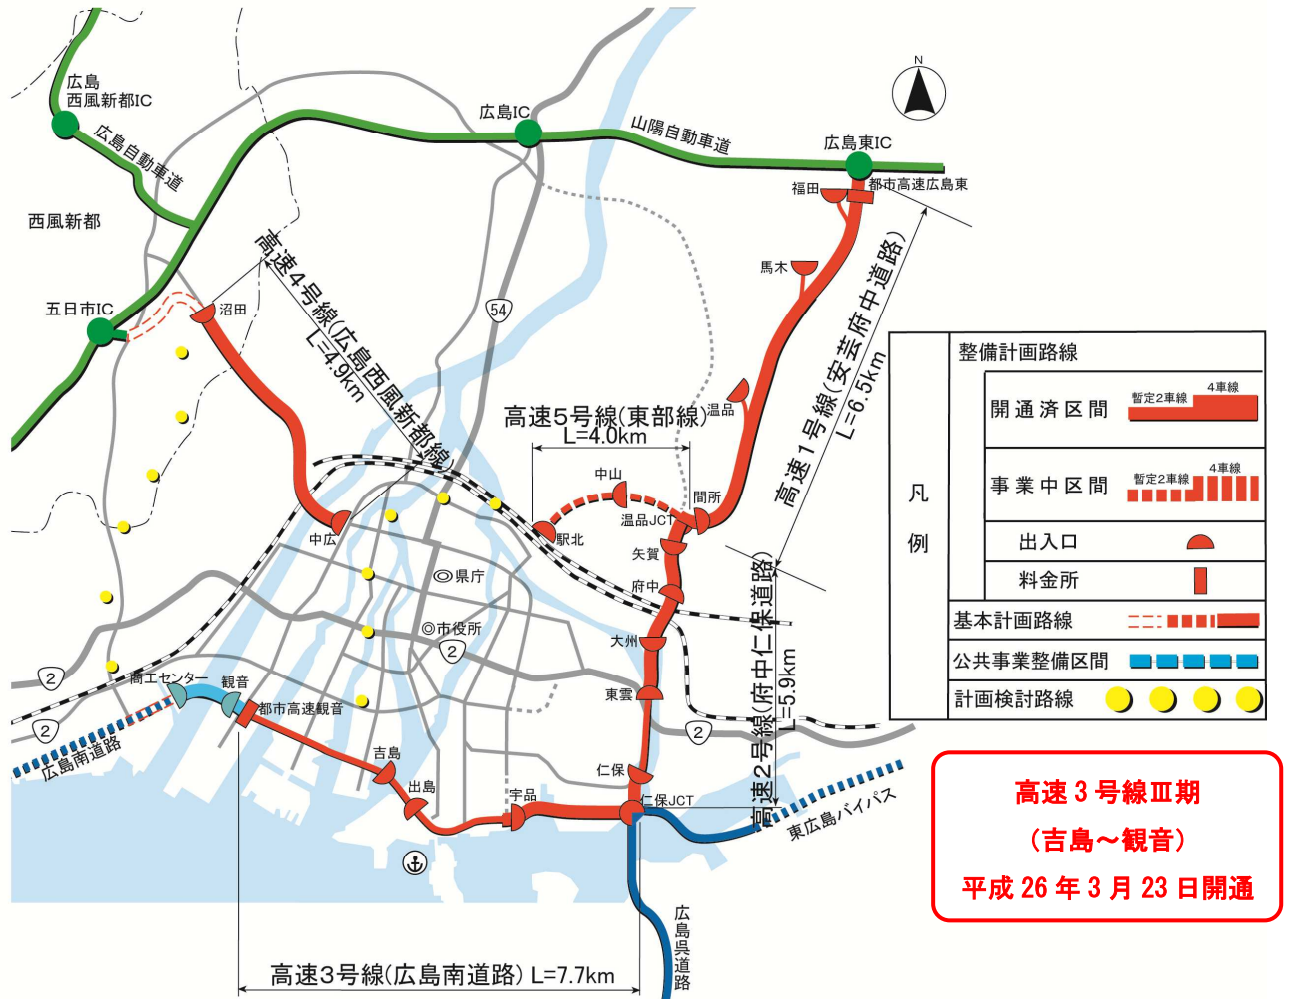 N
広島
西風新都IC
広島自動車道
西風新都
五日市IC
沼田
広島IC
山陽自動車道
広島東IC
都市高速広島東
福田
馬木
温品
54
高速4号線(広島西風新都線)
L=4.9km
高速5号線(東部線)
L=4.0km
高速1号線(安芸府中道路)
L=6.5km
中山
間所
温品JCT
駅北
矢賀
中広
府中
県庁
市役所
2
大州
高速2号線(府中仁保道路)
L=5.9km
東雲
2
商工センター
観音
都市高速観音
2
2
広島南道路
吉島
出島
宇品
仁保
仁保JCT
東広島バイパス
広島呉道路
高速3号線(広島南道路) L=7.7km
凡例
整備計画路線
開通済区間
暫定2車線
4車線
事業中区間
暫定2車線
4車線
出入口
料金所
基本計画路線
公共事業整備区間
計画検討路線
高速3号線Ⅲ期
(吉島～観音)
平成26年3月23日開通